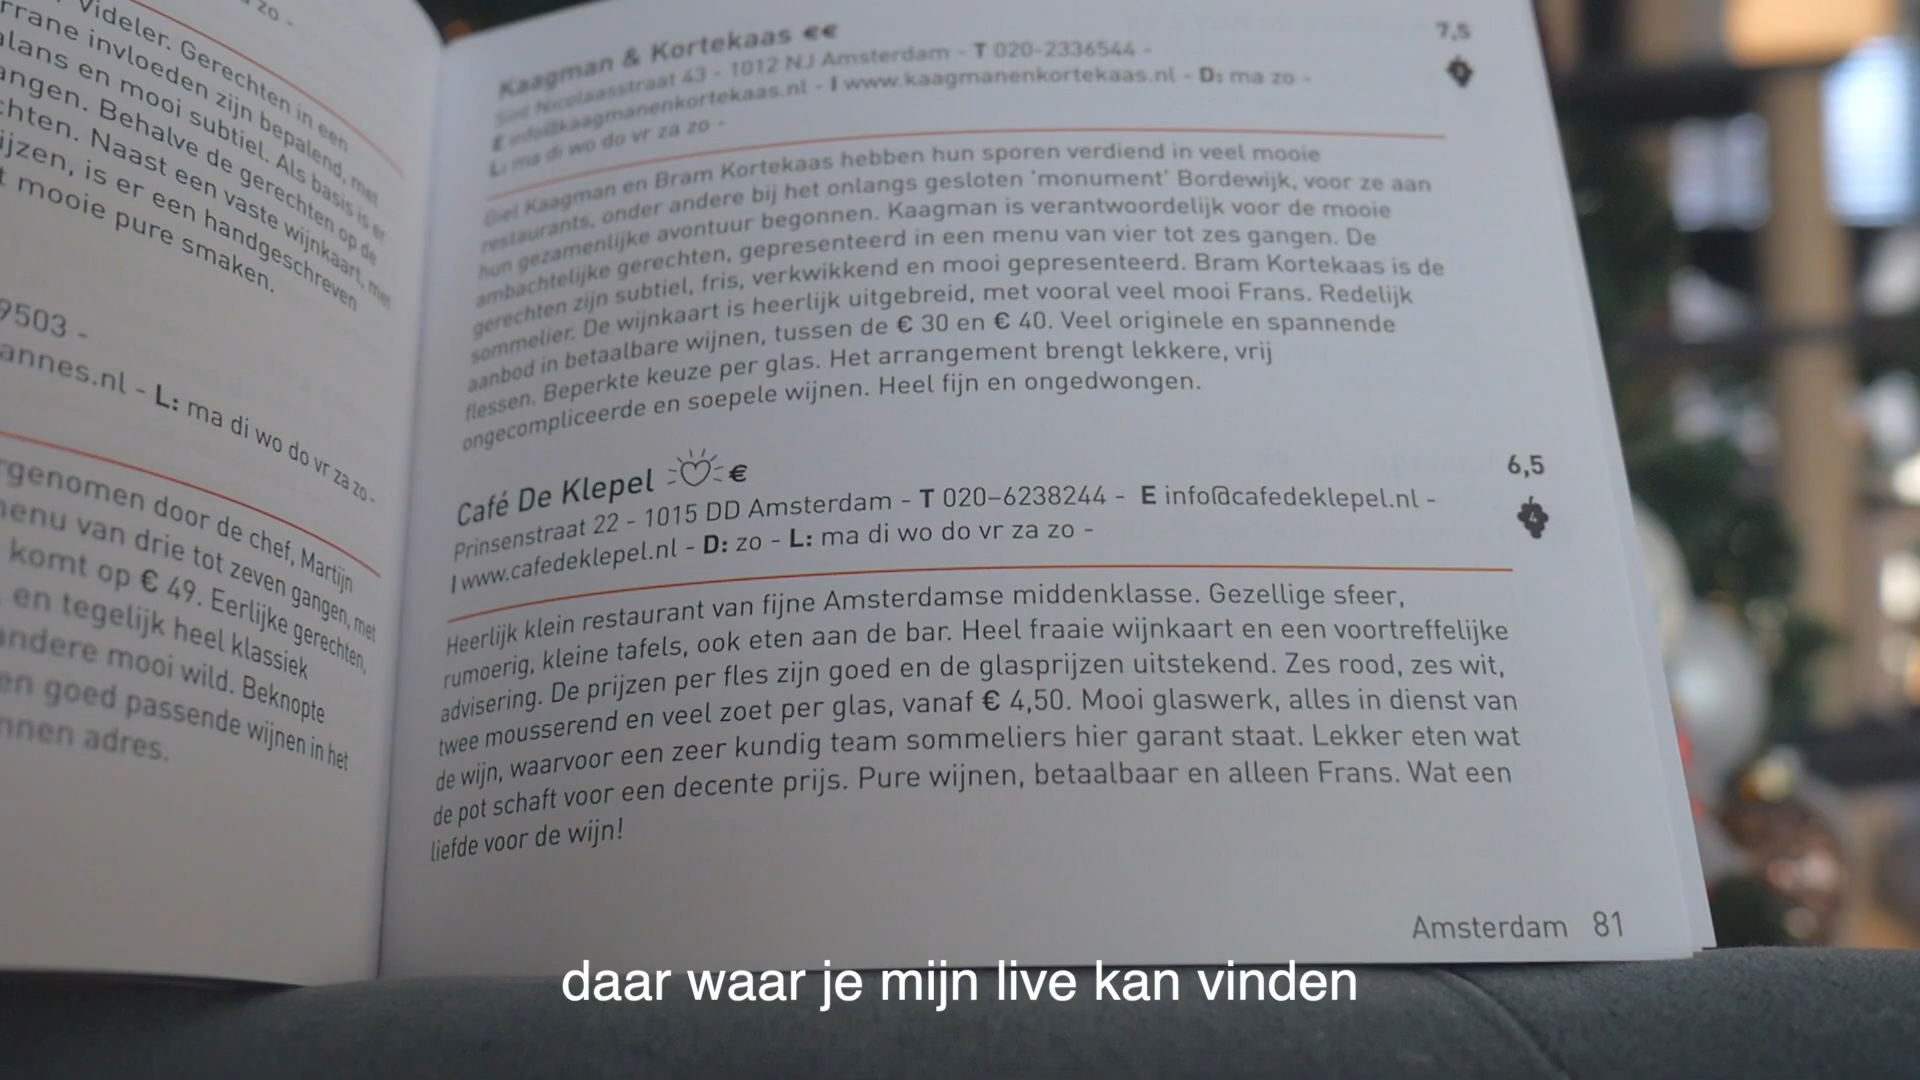 Videler. Gerechten in een
rrane invloeden zijn bepalend, met
alans en mooi subtiel. Als basis is er
angen. Behalve de gerechten op de
chten. Naast een vaste wijnkaart, met
ijzen, is er een handgeschreven
t mooie pure smaken.
9503 -
annes.nl - L: ma di wo do vr za zo -
rgenomen door de chef, Martijn
menu van drie tot zeven gangen, met
komt op € 49. Eerlijke gerechten,
en tegelijk heel klassiek
andere mooi wild. Beknopte
en goed passende wijnen in het
nnen adres.
Kaagman & Kortekaas €€
7,5
Sint Nicolaasstraat 43 - 1012 NJ Amsterdam - T 020-2336544 -
E info@kaagmanenkortekaas.nl - I www.kaagmanenkortekaas.nl - D: ma zo -
L: ma di wo do vr za zo -
Giel Kaagman en Bram Kortekaas hebben hun sporen verdiend in veel mooie
restaurants, onder andere bij het onlangs gesloten 'monument' Bordewijk, voor ze aan
hun gezamenlijke avontuur begonnen. Kaagman is verantwoordelijk voor de mooie
ambachtelijke gerechten, gepresenteerd in een menu van vier tot zes gangen. De
gerechten zijn subtiel, fris, verkwikkend en mooi gepresenteerd. Bram Kortekaas is de
sommelier. De wijnkaart is heerlijk uitgebreid, met vooral veel mooi Frans. Redelijk
aanbod in betaalbare wijnen, tussen de € 30 en € 40. Veel originele en spannende
flessen. Beperkte keuze per glas. Het arrangement brengt lekkere, vrij
ongecompliceerde en soepele wijnen. Heel fijn en ongedwongen.
Café De Klepel €
6,5
4
Prinsenstraat 22 - 1015 DD Amsterdam - T 020-6238244 - E info@cafedeklepel.nl -
I www.cafedeklepel.nl - D: zo - L: ma di wo do vr za zo -
Heerlijk klein restaurant van fijne Amsterdamse middenklasse. Gezellige sfeer,
rumoerig, kleine tafels, ook eten aan de bar. Heel fraaie wijnkaart en een voortreffelijke
advisering. De prijzen per fles zijn goed en de glasprijzen uitstekend. Zes rood, zes wit,
twee mousserend en veel zoet per glas, vanaf € 4,50. Mooi glaswerk, alles in dienst van
de wijn, waarvoor een zeer kundig team sommeliers hier garant staat. Lekker eten wat
de pot schaft voor een decente prijs. Pure wijnen, betaalbaar en alleen Frans. Wat een
liefde voor de wijn!
Amsterdam 81
daar waar je mijn live kan vinden